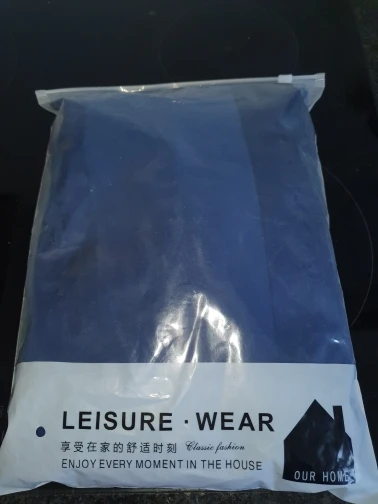 LEISURE · WEAR
享受在家的舒适时刻 Classic fashion
ENJOY EVERY MOMENT IN THE HOUSE
OUR HOME